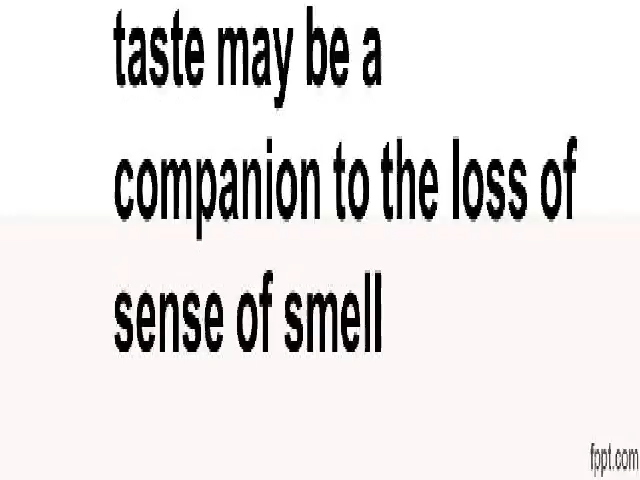 taste may be a
companion to the loss of
sense of smell
fppt.com